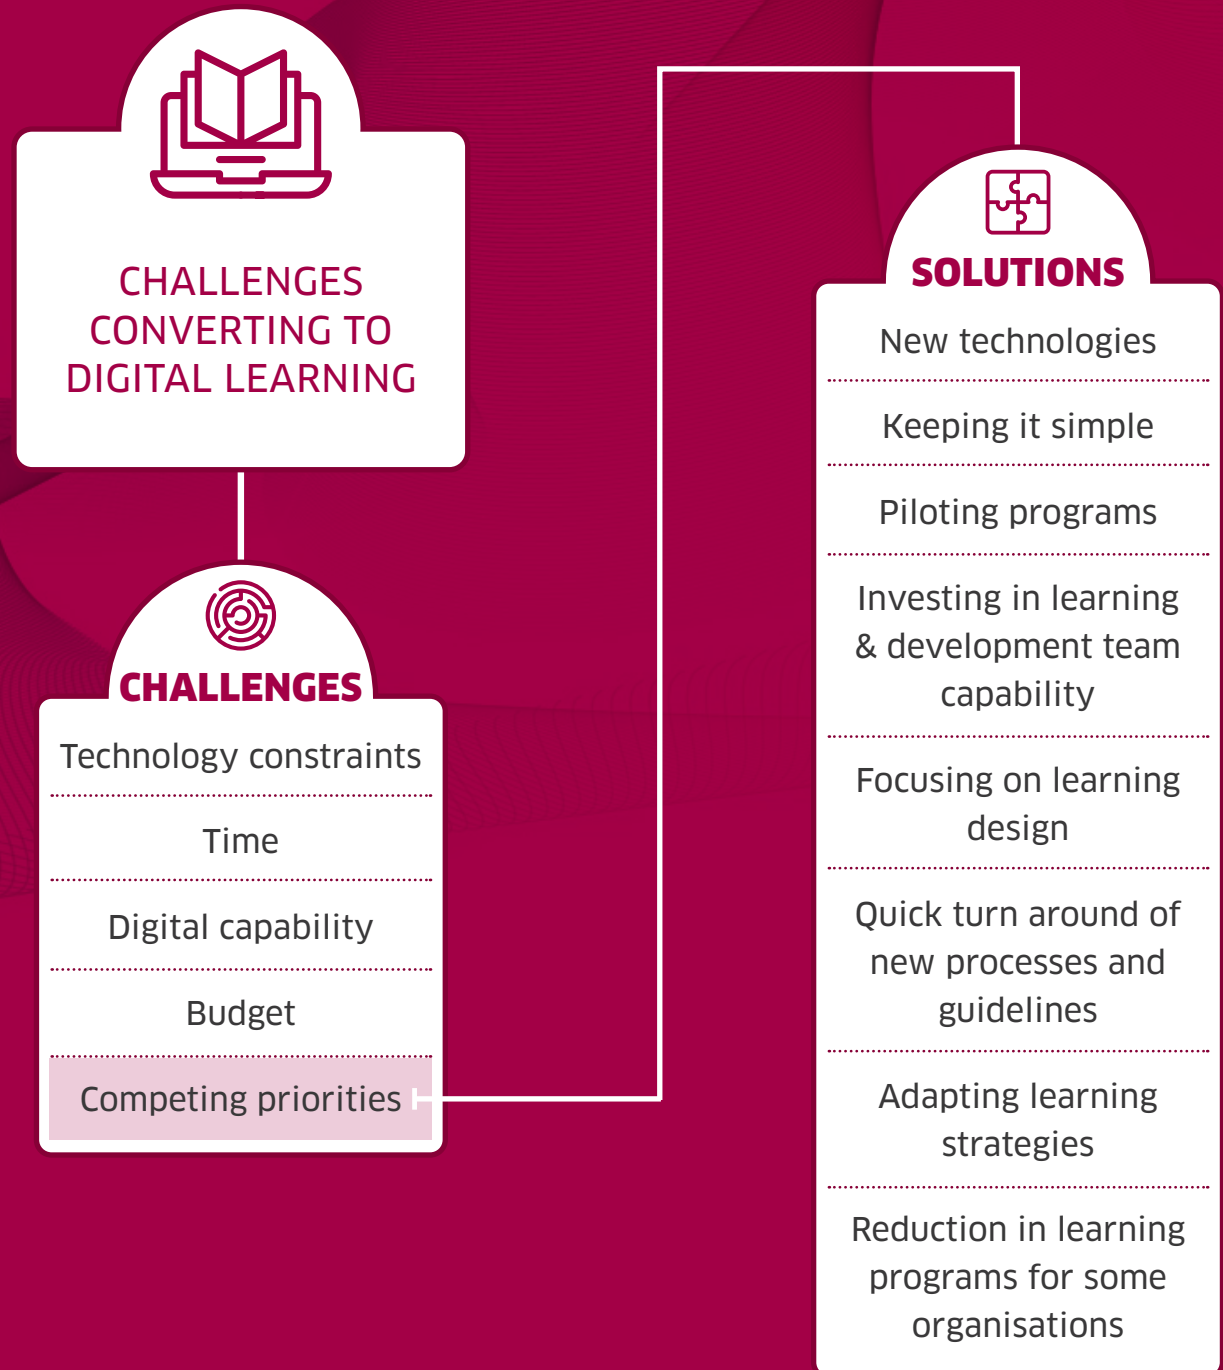 CHALLENGES
CONVERTING TO
DIGITAL LEARNING
CHALLENGES
Technology constraints
Time
Digital capability
Budget
Competing priorities
SOLUTIONS
New technologies
Keeping it simple
Piloting programs
Investing in learning
& development team
capability
Focusing on learning
design
Quick turn around of
new processes and
guidelines
Adapting learning
strategies
Reduction in learning
programs for some
organisations